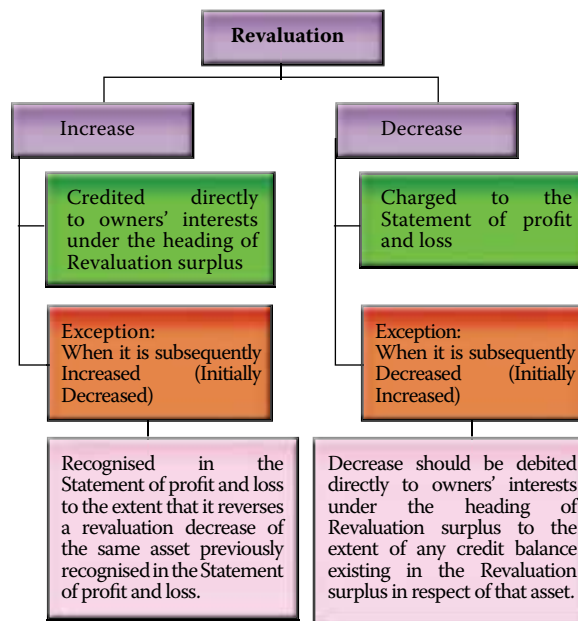 Revaluation
Increase
Credited directly
to owners' interests
under the heading of
Revaluation surplus
Exception:
When it is subsequently
Increased (Initially
Decreased)
Recognised in the
Statement of profit and loss
to the extent that it reverses
a revaluation decrease of
the same asset previously
recognised in the Statement
of profit and loss.
Decrease
Charged to the
Statement of profit
and loss
Exception:
When it is subsequently
Decreased (Initially
Increased)
Decrease should be debited
directly to owners' interests
under the heading of
Revaluation surplus to the
extent of any credit balance
existing in the Revaluation
surplus in respect of that asset.